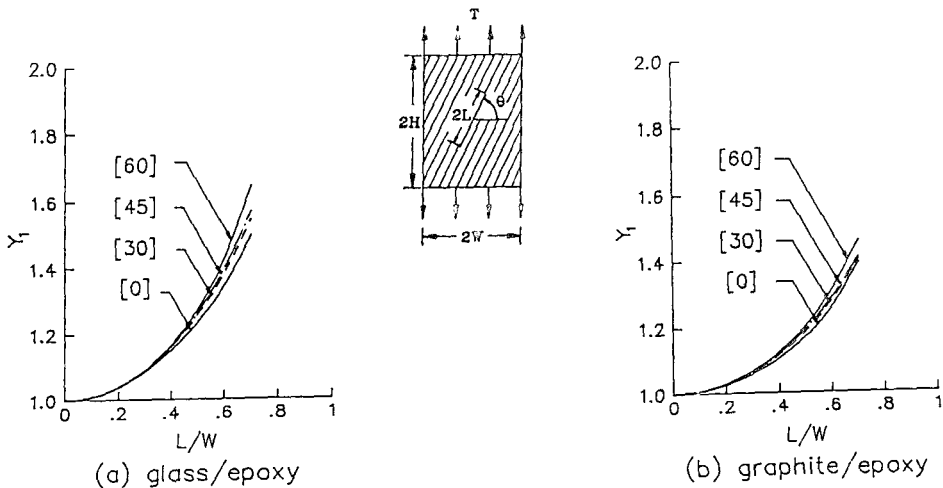 T
2H
2L
θ
2W
2.0
1.8
1.6
1.4
1.2
1.0
Y₁
[60]
[45]
[30]
[0]
0 .2 .4 .6 .8 1
L/W
(a) glass/epoxy
2.0
1.8
1.6
1.4
1.2
1.0
Y₁
[60]
[45]
[30]
[0]
0 .2 .4 .6 .8 1
L/W
(b) graphite/epoxy